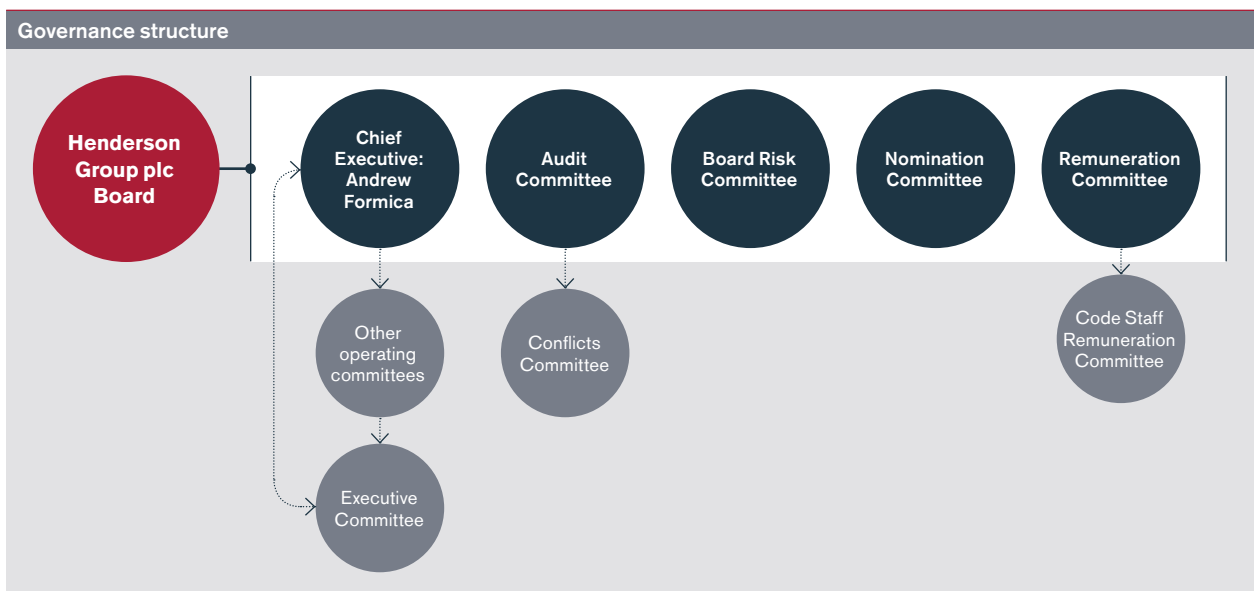 Governance structure
Henderson
Group plc
Board
Chief
Executive:
Andrew
Formica
Audit
Committee
Board Risk
Committee
Nomination
Committee
Remuneration
Committee
Other
operating
committees
Conflicts
Committee
Code Staff
Remuneration
Committee
Executive
Committee